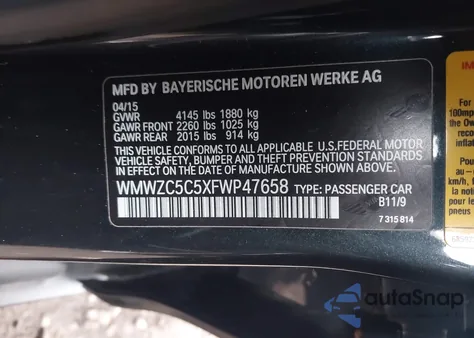 MFD BY BAYERISCHE MOTOREN WERKE AG
04/15
GVWR 4145 lbs 1880 kg
GAWR FRONT 2260 lbs 1025 kg
GAWR REAR 2015 lbs 914 kg
THIS VEHICLE CONFORMS TO ALL APPLICABLE U.S.FEDERAL MOTOR
VEHICLE SAFETY, BUMPER, AND THEFT PREVENTION STANDARDS
IN EFFECT ON THE DATE OF MANUFACTURE SHOWN ABOVE.
WMWZC5C5XFWP47658 TYPE: PASSENGER CAR
B11/9
7 315 814
100mp
au-
km/h,
autoSnap